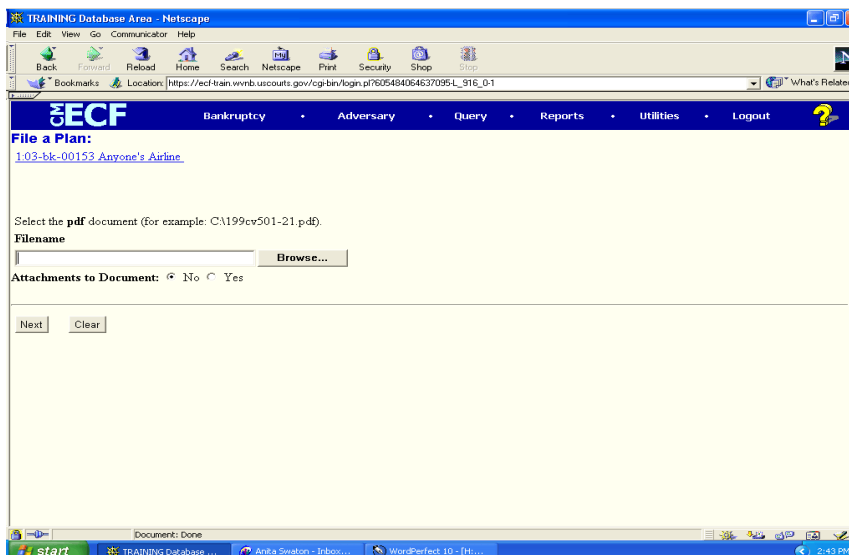 TRAINING Database Area - Netscape
File Edit View Go Communicator Help
Back Forward Reload Home Search Netscape Print Security Shop Stop
Bookmarks Location: https://ecf-train.wvnb.uscourts.gov/cgi-bin/login.pl?605484064637095-L_916_0-1 What's Related
CM ECF Bankruptcy • Adversary • Query • Reports • Utilities • Logout ?
File a Plan:
1:03-bk-00153 Anyone's Airline
Select the pdf document (for example: C:\199cv501-21.pdf).
Filename
Browse...
Attachments to Document: No Yes
Next Clear
Document: Done
start TRAINING Database ... Anita Swaton - Inbox... WordPerfect 10 - [H:... 2:43 PM